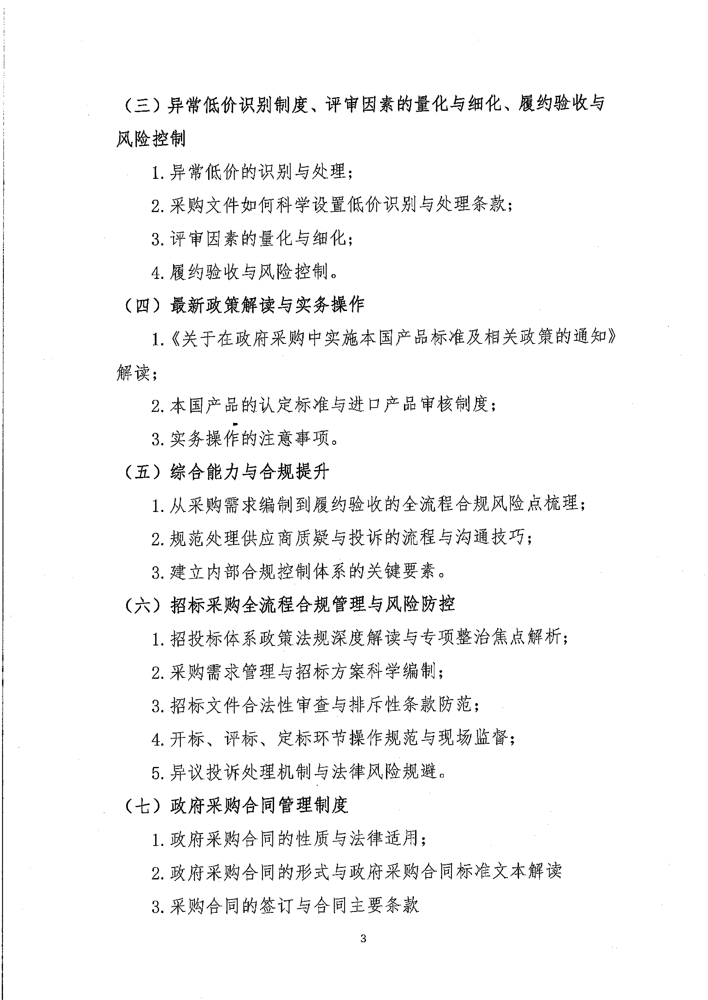 （三）异常低价识别制度、评审因素的量化与细化、履约验收与
风险控制
1. 异常低价的识别与处理；
2. 采购文件如何科学设置低价识别与处理条款；
3. 评审因素的量化与细化；
4. 履约验收与风险控制。
（四）最新政策解读与实务操作
1.《关于在政府采购中实施本国产品标准及相关政策的通知》
解读；
2. 本国产品的认定标准与进口产品审核制度；
3. 实务操作的注意事项。
（五）综合能力与合规提升
1. 从采购需求编制到履约验收的全流程合规风险点梳理；
2. 规范处理供应商质疑与投诉的流程与沟通技巧；
3. 建立内部合规控制体系的关键要素。
（六）招标采购全流程合规管理与风险防控
1. 招投标体系政策法规深度解读与专项整治焦点解析；
2. 采购需求管理与招标方案科学编制；
3. 招标文件合法性审查与排斥性条款防范；
4. 开标、评标、定标环节操作规范与现场监督；
5. 异议投诉处理机制与法律风险规避。
（七）政府采购合同管理制度
1. 政府采购合同的性质与法律适用；
2. 政府采购合同的形式与政府采购合同标准文本解读
3. 采购合同的签订与合同主要条款
3